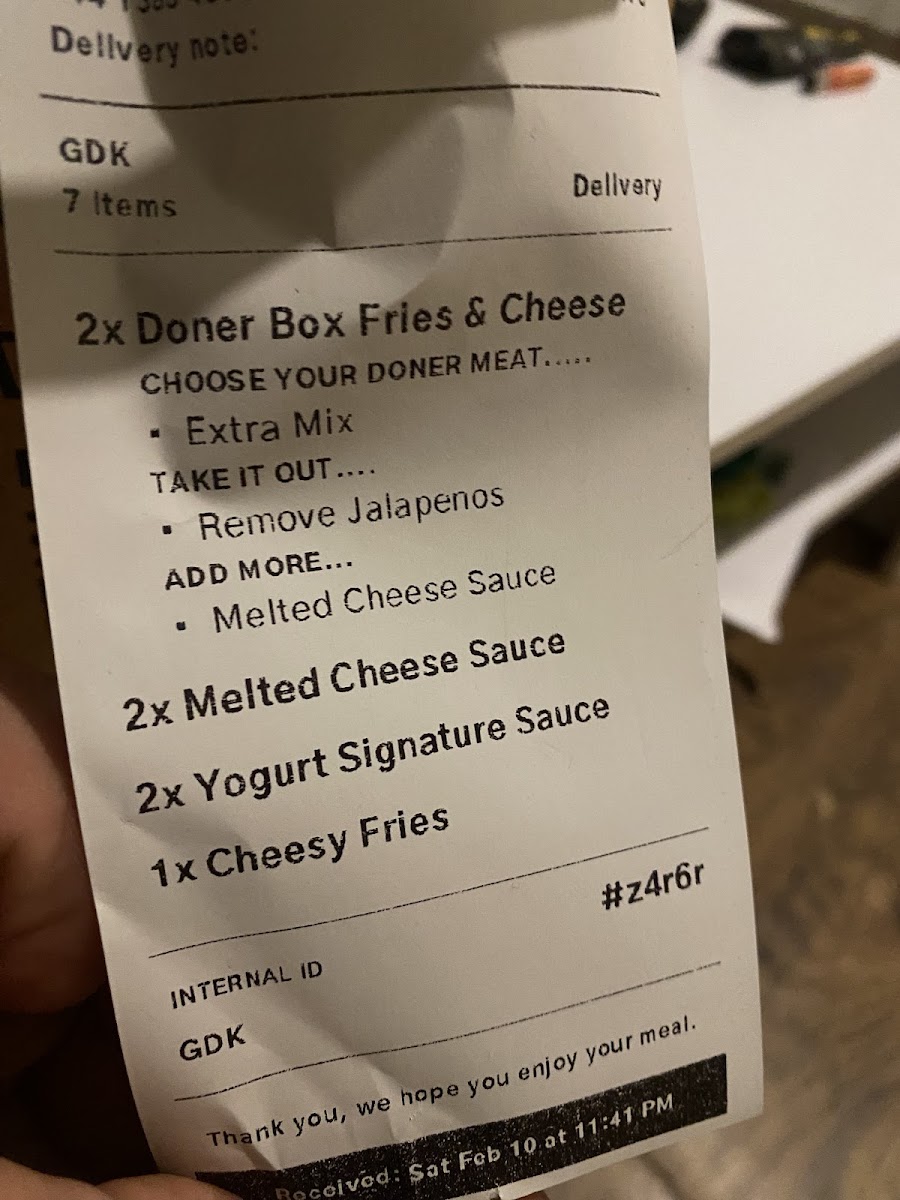 Delivery note:
GDK
7 Items
Delivery
2x Doner Box Fries & Cheese
CHOOSE YOUR DONER MEAT.....
▪ Extra Mix
TAKE IT OUT....
▪ Remove Jalapenos
ADD MORE...
▪ Melted Cheese Sauce
2x Melted Cheese Sauce
2x Yogurt Signature Sauce
1x Cheesy Fries
#z4r6r
INTERNAL ID
GDK
Thank you, we hope you enjoy your meal.
Received: Sat Feb 10 at 11:41 PM